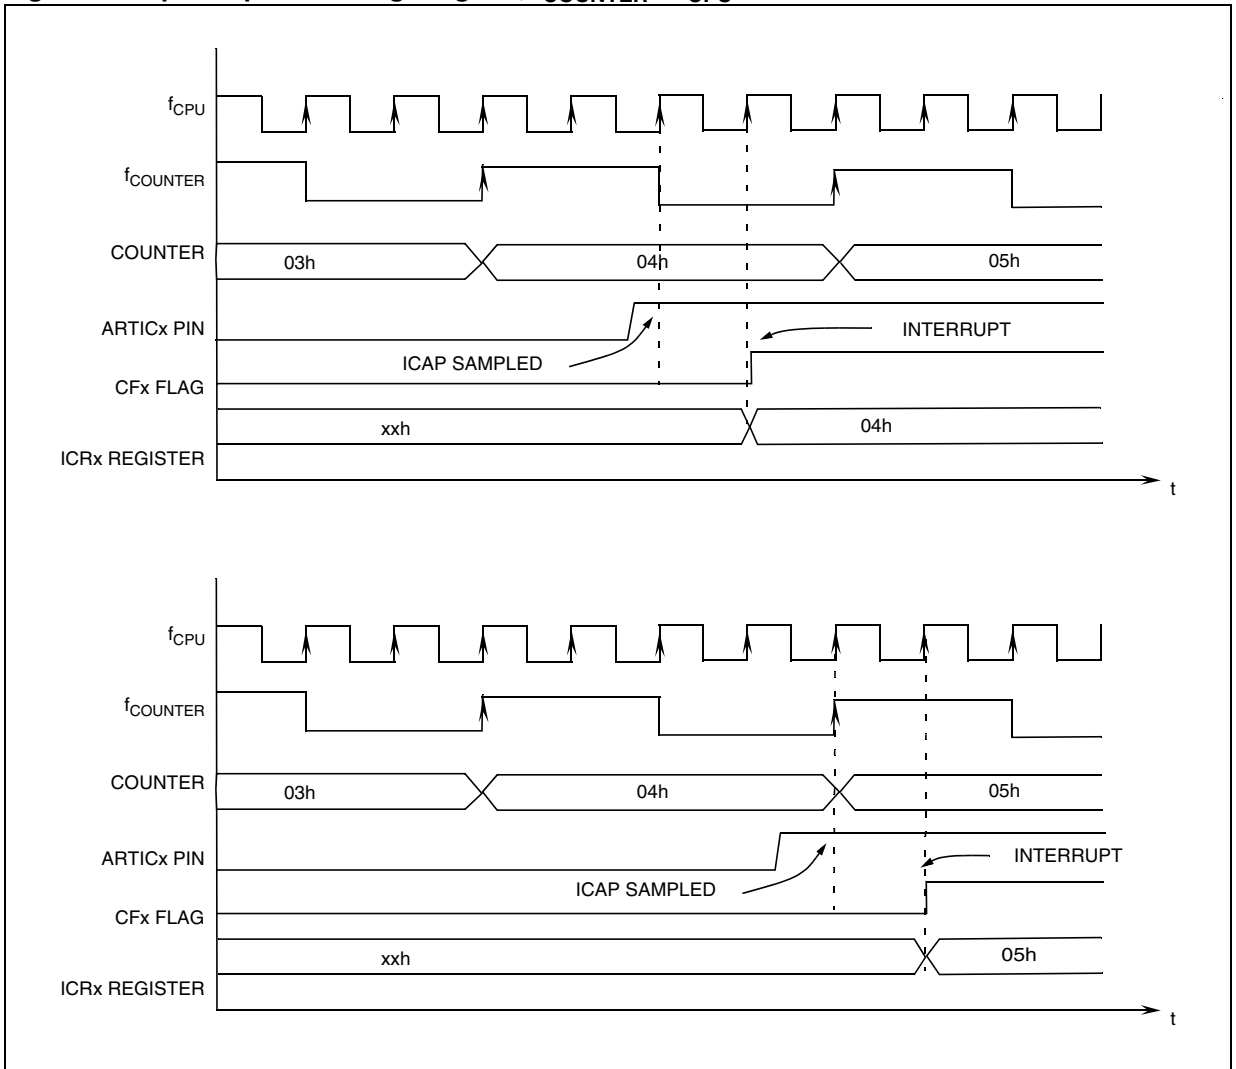 fCPU
fCOUNTER
COUNTER
03h
04h
05h
ARTICx PIN
INTERRUPT
ICAP SAMPLED
CFx FLAG
xxh
04h
ICRx REGISTER
t
fCPU
fCOUNTER
COUNTER
03h
04h
05h
ARTICx PIN
INTERRUPT
ICAP SAMPLED
CFx FLAG
xxh
05h
ICRx REGISTER
t